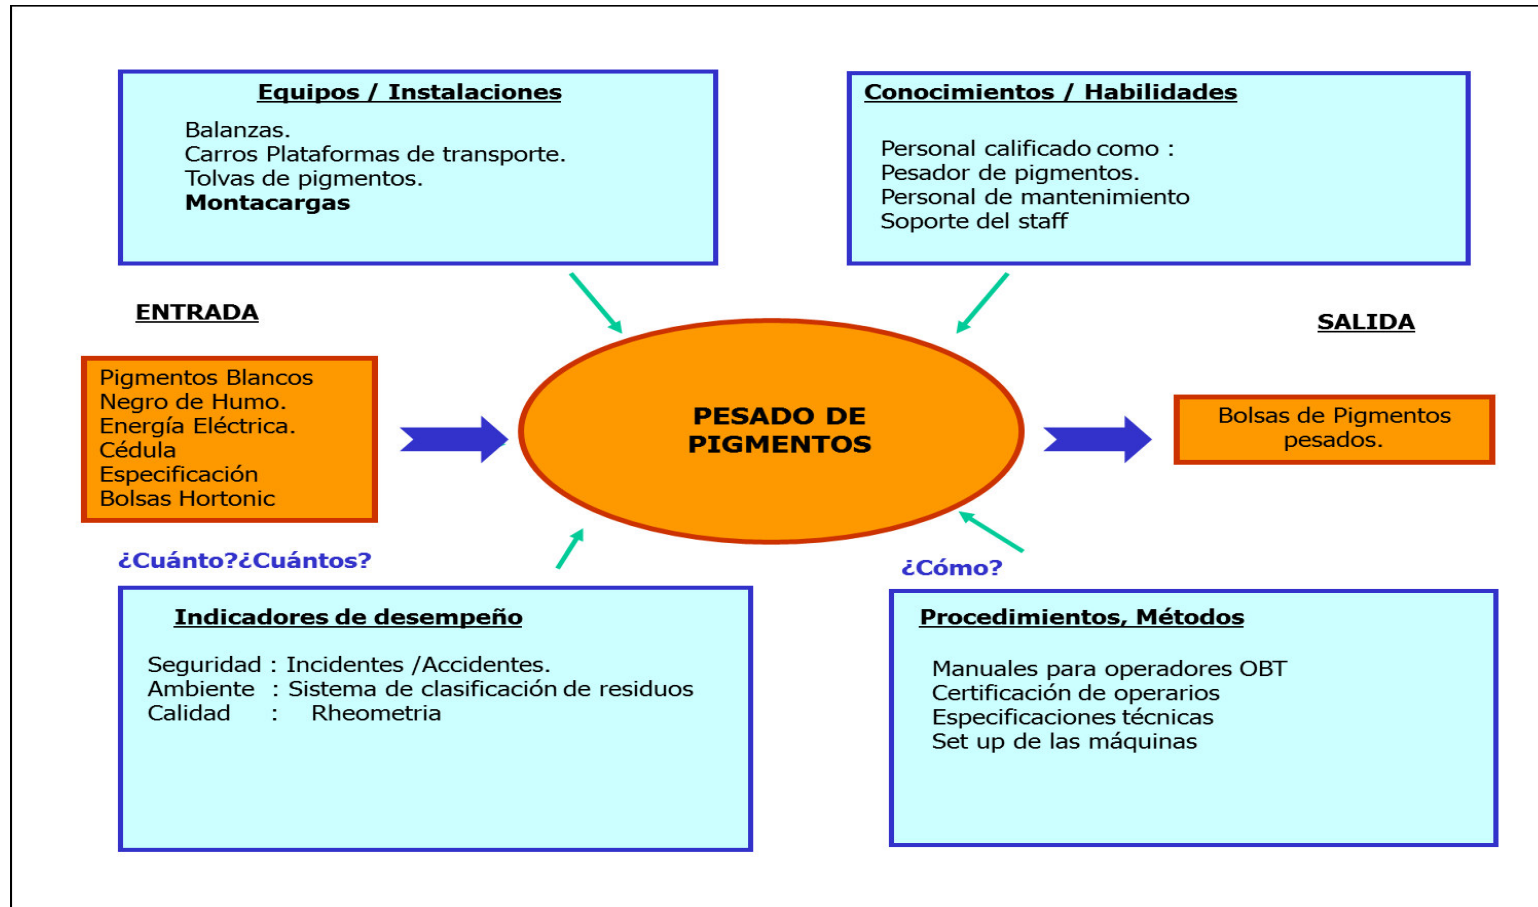 Equipos / Instalaciones
Balanzas.
Carros Plataformas de transporte.
Tolvas de pigmentos.
Montacargas
Conocimientos / Habilidades
Personal calificado como :
Pesador de pigmentos.
Personal de mantenimiento
Soporte del staff
ENTRADA
Pigmentos Blancos
Negro de Humo.
Energía Eléctrica.
Cédula
Especificación
Bolsas Hortonic
PESADO DE
PIGMENTOS
SALIDA
Bolsas de Pigmentos
pesados.
¿Cuánto?¿Cuántos?
Indicadores de desempeño
Seguridad : Incidentes /Accidentes.
Ambiente : Sistema de clasificación de residuos
Calidad : Rheometria
¿Cómo?
Procedimientos, Métodos
Manuales para operadores OBT
Certificación de operarios
Especificaciones técnicas
Set up de las máquinas